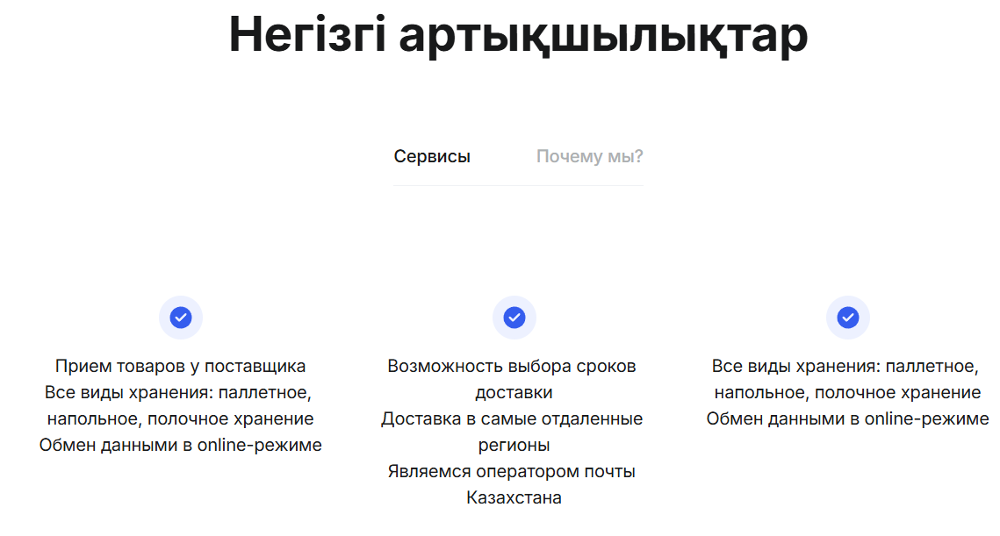 Негізгі артықшылықтар
Сервисы
Почему мы?
Прием товаров у поставщика
Все виды хранения: паллетное,
напольное, полочное хранение
Обмен данными в online-режиме
Возможность выбора сроков
доставки
Доставка в самые отдаленные
регионы
Являемся оператором почты
Казахстана
Все виды хранения: паллетное,
напольное, полочное хранение
Обмен данными в online-режиме